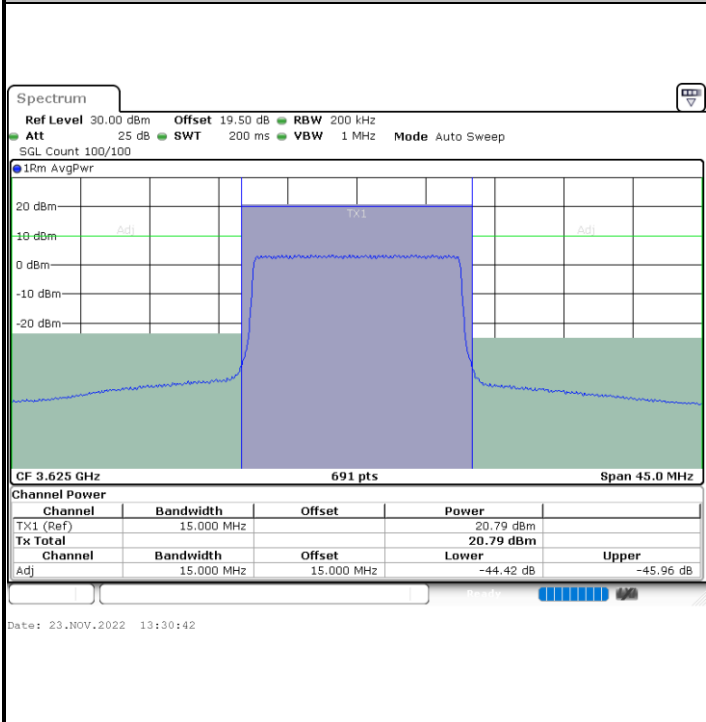 Spectrum
Ref Level 30.00 dBm Offset 19.50 dB RBW 200 kHz
Att 25 dB SWT 200 ms VBW 1 MHz Mode Auto Sweep
SGL Count 100/100
1Rm AvgPwr
20 dBm
TX1
Adj Adj
10 dBm
0 dBm
-10 dBm
-20 dBm
CF 3.625 GHz 691 pts Span 45.0 MHz
Channel Power
Channel Bandwidth Offset Power
TX1 (Ref) 15.000 MHz 20.79 dBm
Tx Total 20.79 dBm
Channel Bandwidth Offset Lower Upper
Adj 15.000 MHz 15.000 MHz -44.42 dB -45.96 dB
Ready
Date: 23.NOV.2022 13:30:42